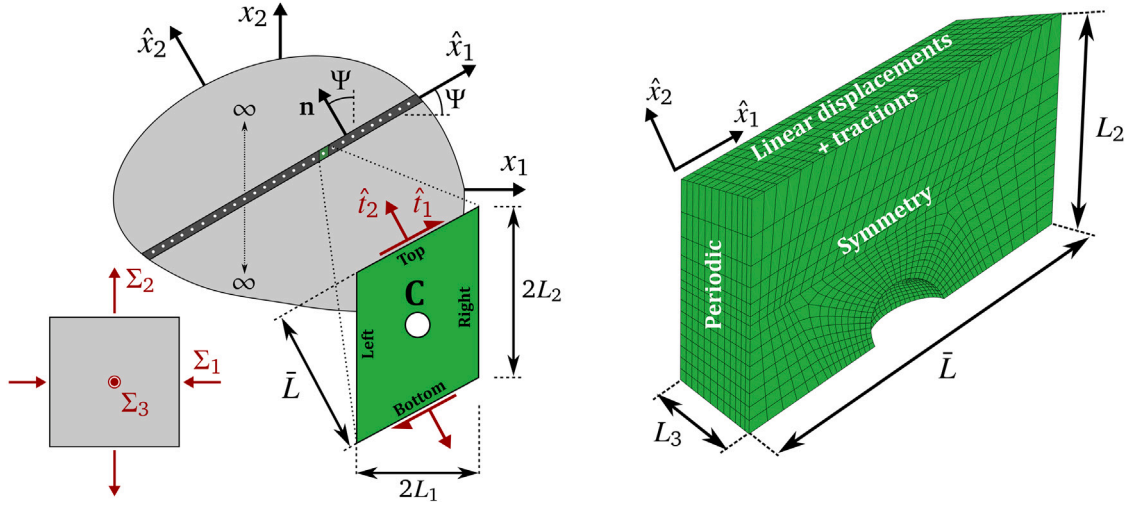 x₂
x̂₂
x̂₁
Ψ
n
Ψ
∞
x₁
t̂₂
t̂₁
Top
∞
Σ₂
C
2L₂
Left
Right
Σ₁
L̄
Σ₃
Bottom
2L₁
x̂₂
x̂₁
Linear displacements
+ tractions
L₂
Symmetry
Periodic
L̄
L₃